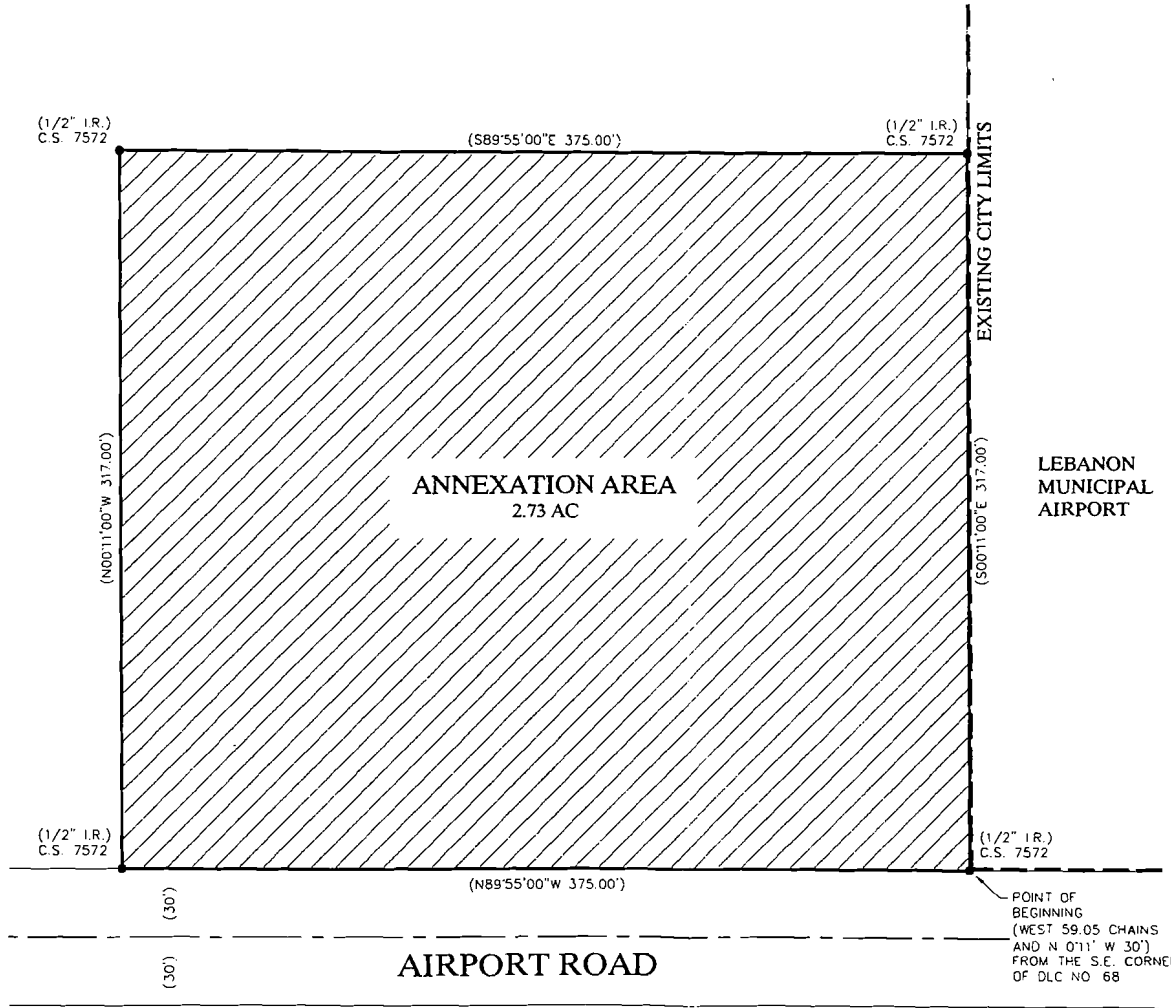 (1/2" I.R.)
C.S. 7572
(S89°55'00"E 375.00')
(1/2" I.R.)
C.S. 7572
EXISTING CITY LIMITS
(N00°11'00"W 317.00')
ANNEXATION AREA
2.73 AC
(S00°11'00"E 317.00')
LEBANON
MUNICIPAL
AIRPORT
(1/2" I.R.)
C.S. 7572
(N89°55'00"W 375.00')
(1/2" I.R.)
C.S. 7572
(30')
(30')
AIRPORT ROAD
POINT OF
BEGINNING
(WEST 59.05 CHAINS
AND N 0°11' W 30')
FROM THE S.E. CORNE
OF DLC NO 68